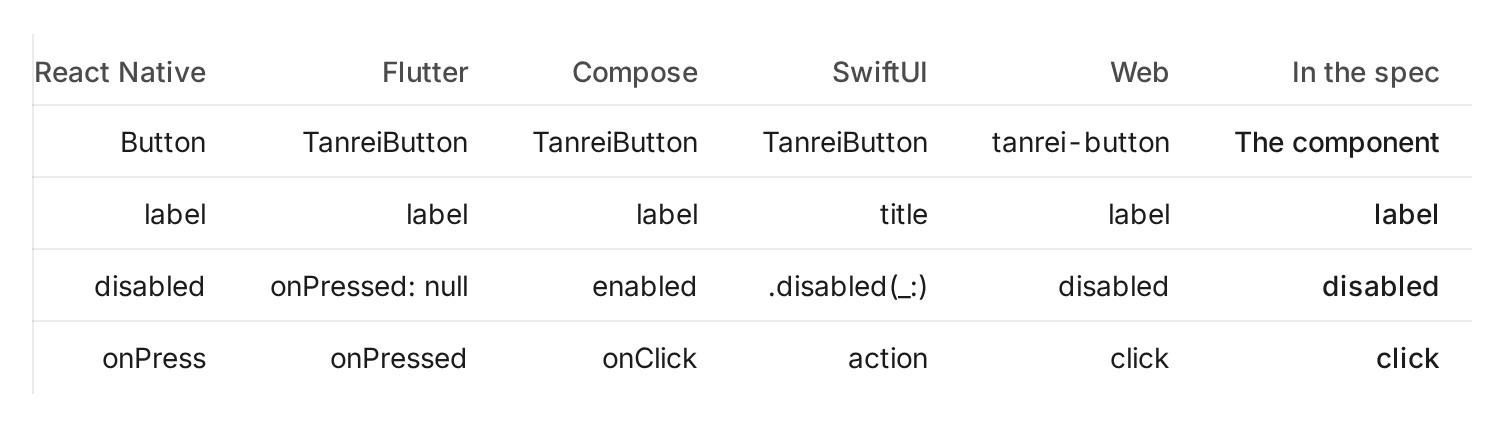 React Native Flutter Compose SwiftUI Web In the spec
Button TanreiButton TanreiButton TanreiButton tanrei-button The component
label label label title label label
disabled onPressed: null enabled .disabled(_:) disabled disabled
onPress onPressed onClick action click click